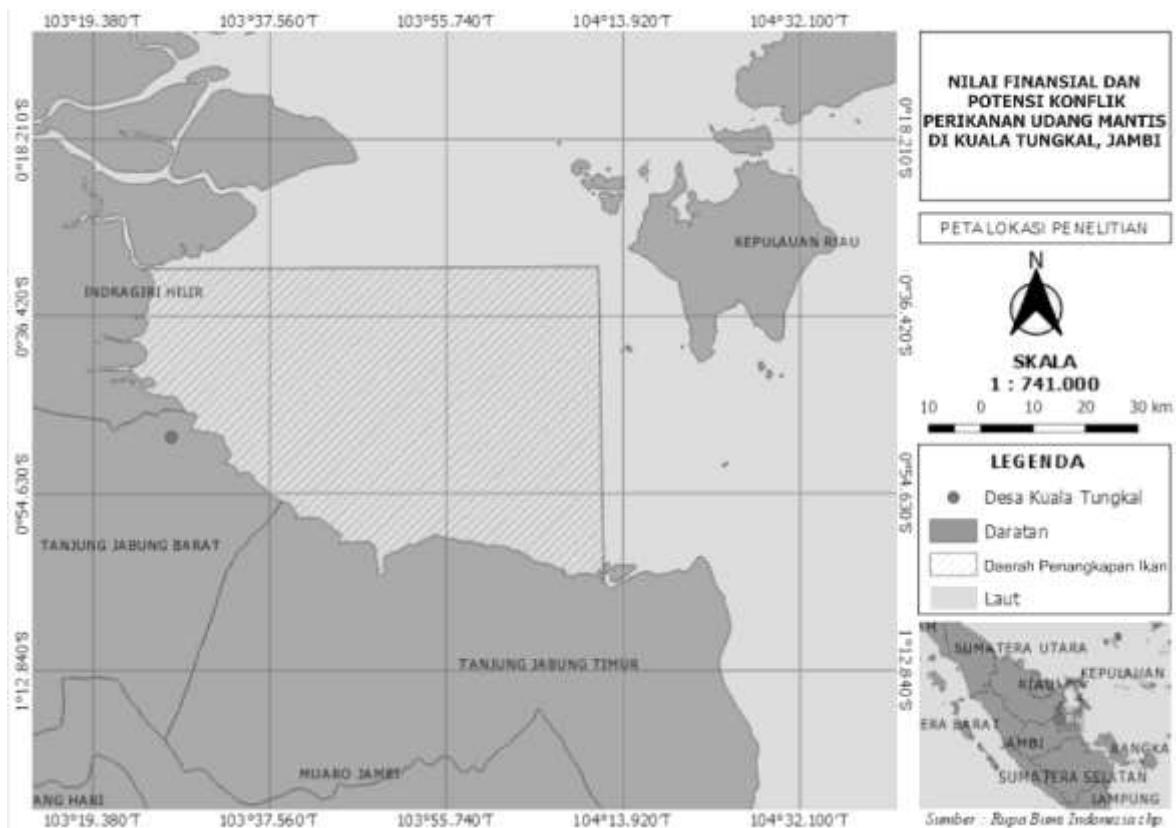 103°19.380'T 103°37.560'T 103°55.740'T 104°13.920'T 104°32.100'T
0°18.210'S
0°36.420'S
0°54.630'S
1°12.840'S
INDRAGIRI HILIR
KEPULAUAN RIAU
TANJUNG JABUNG BARAT
TANJUNG JABUNG TIMUR
MUARO JAMBI
ANG HARI
0°18.210'S
0°36.420'S
0°54.630'S
1°12.840'S
103°19.380'T 103°37.560'T 103°55.740'T 104°13.920'T 104°32.100'T
NILAI FINANSIAL DAN
POTENSI KONFLIK
PERIKANAN UDANG MANTIS
DI KUALA TUNGKAL, JAMBI
PETA LOKASI PENELITIAN
N
SKALA
1 : 741.000
10 0 10 20 30 km
LEGENDA
Desa Kuala Tungkal
Daratan
Daerah Penangkapan Ikan
Laut
SUMATERA UTARA
KEPULAUAN
RIAU
ERA BARAT
JAMBI
BANGKA
SUMATERA SELATAN
LAMPUNG
Sumber : Rupa Bumi Indonesia